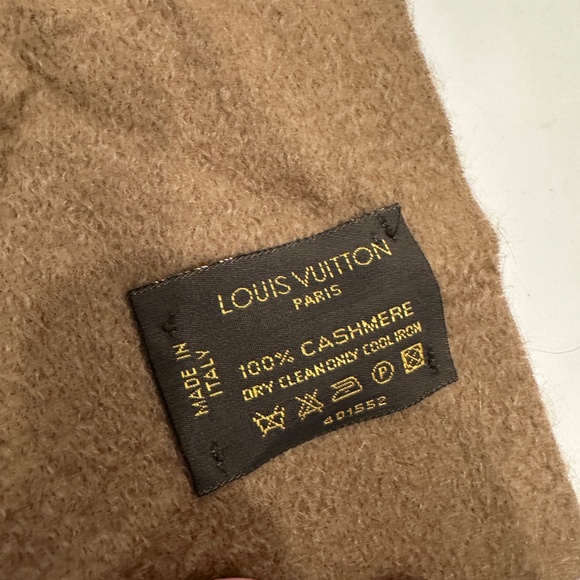 LOUIS VUITTON
PARIS
100% CASHMERE
DRY CLEAN ONLY COOL IRON
P
401552
MADE IN
ITALY